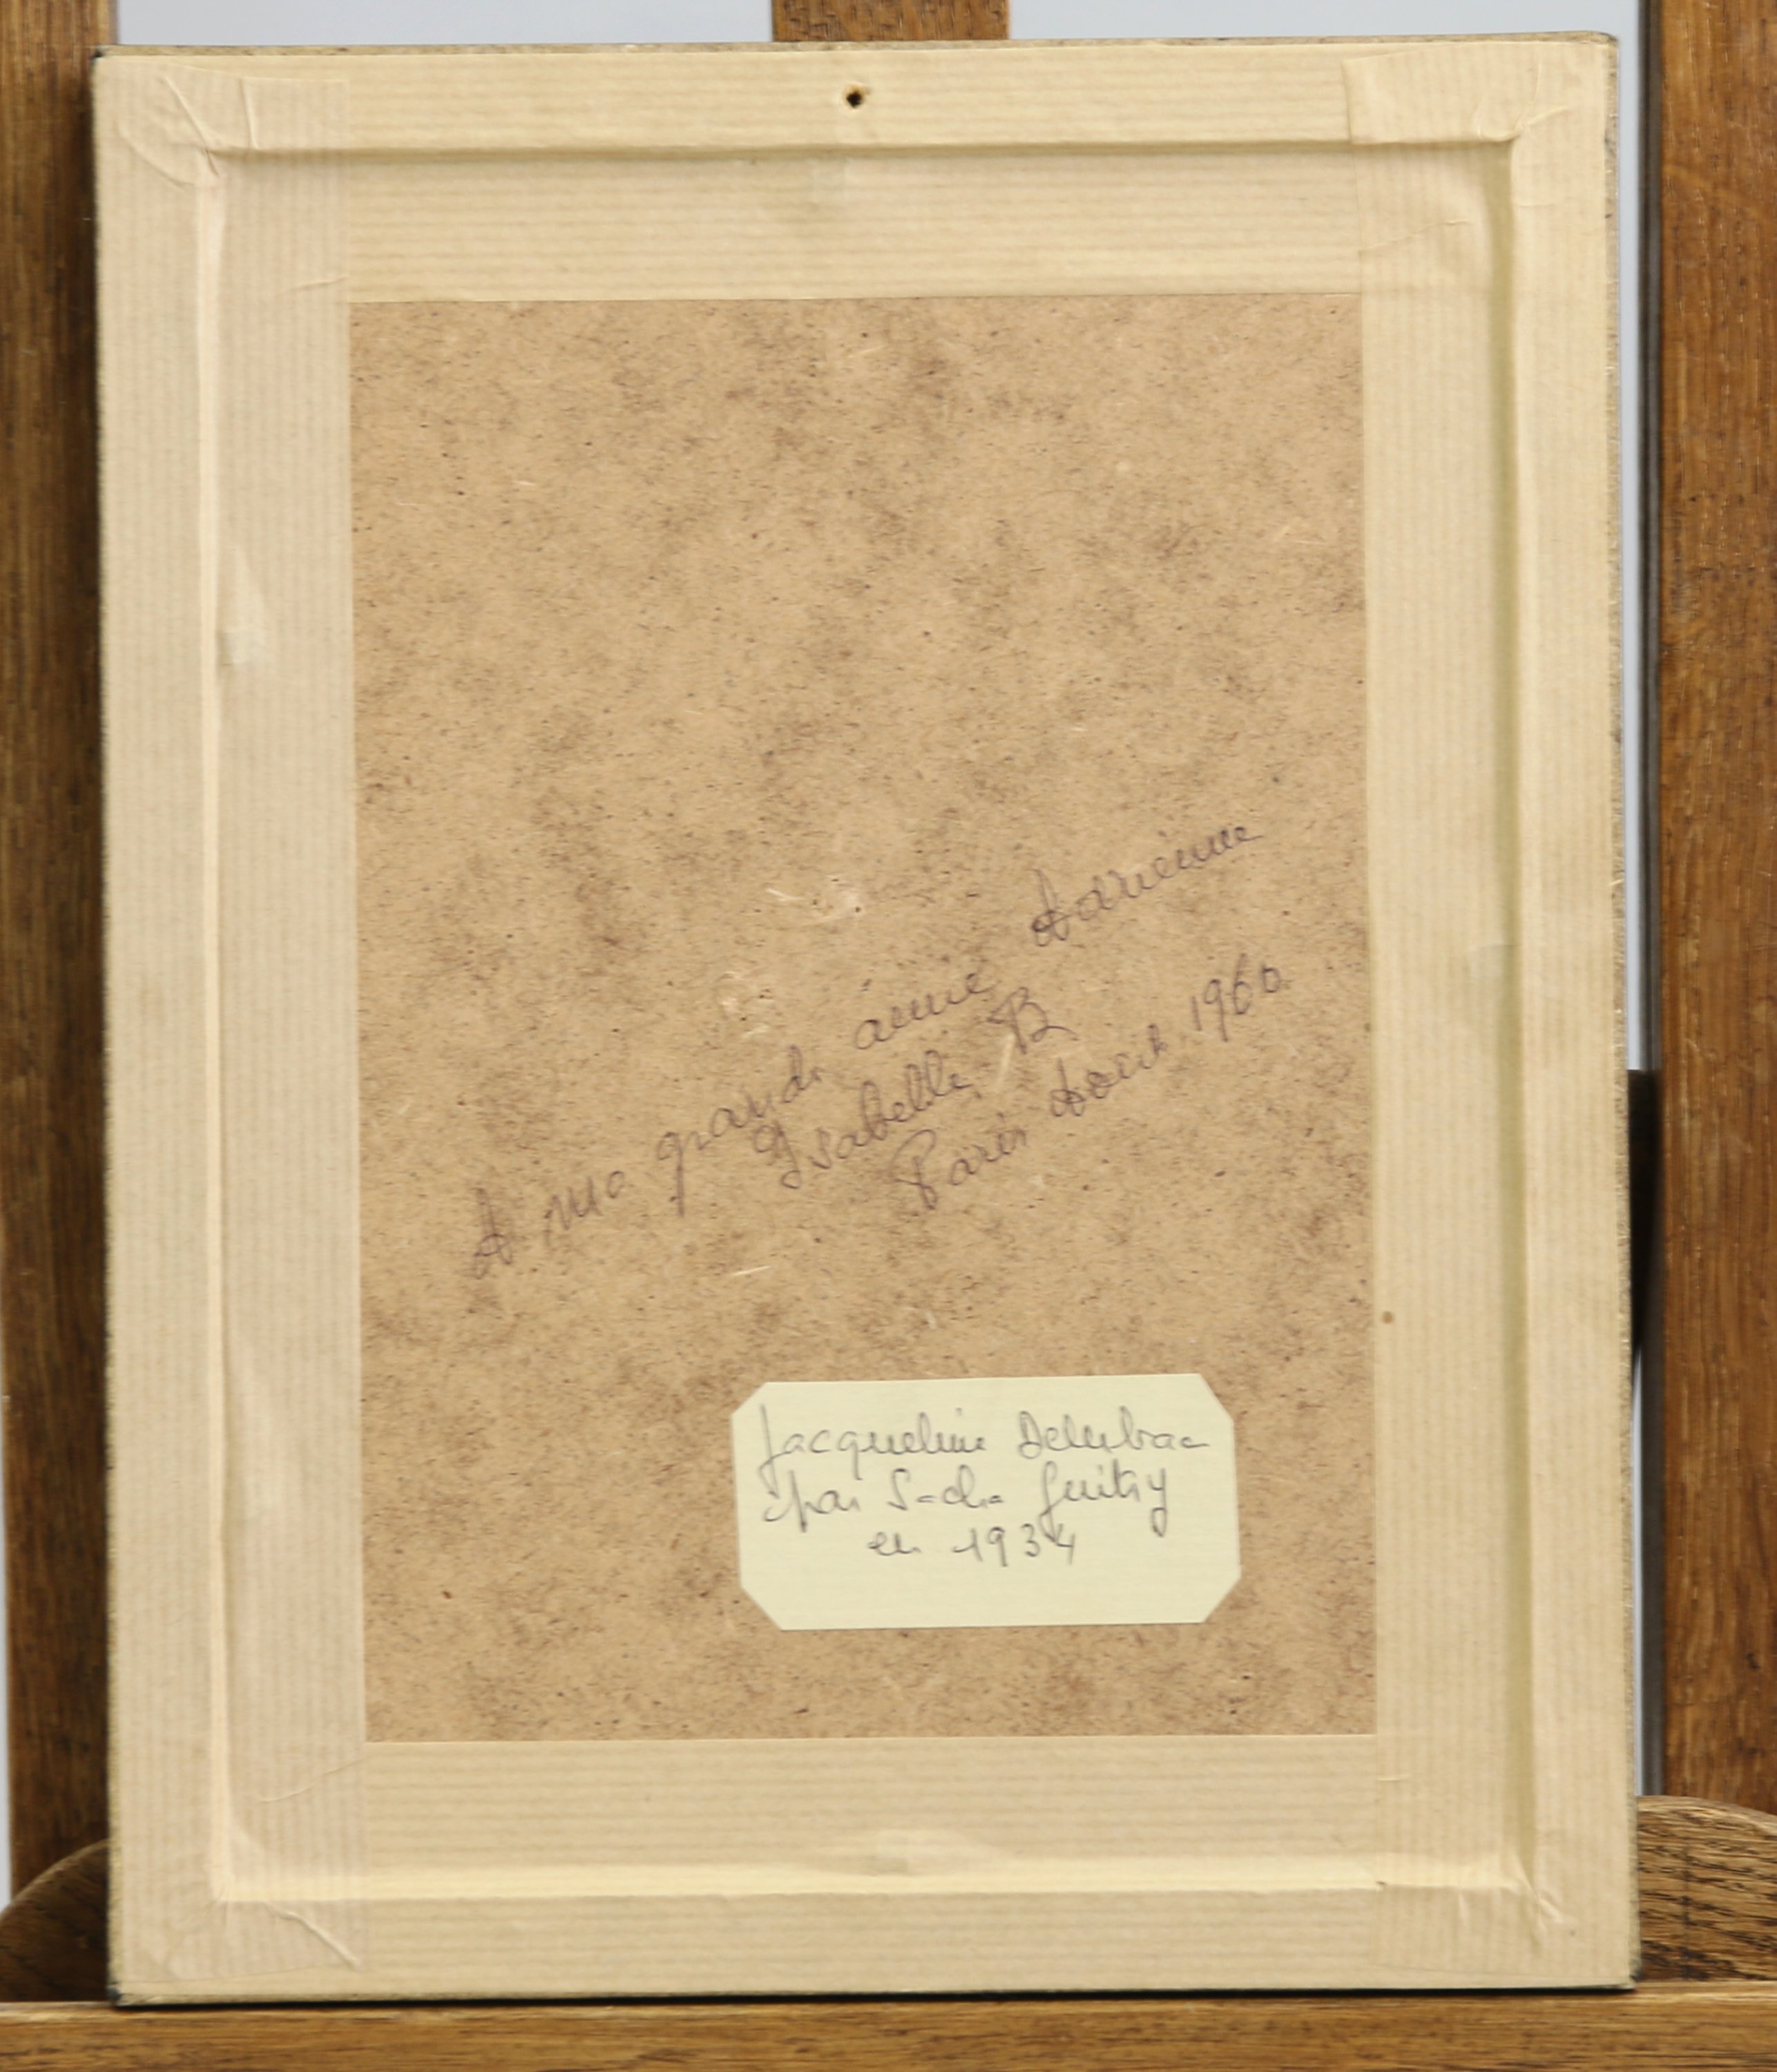 A ma grande amie Adrienne
Isabelle B
Paris Août 1960
Jacqueline Delubac
par Sacha Guitry
en 1934